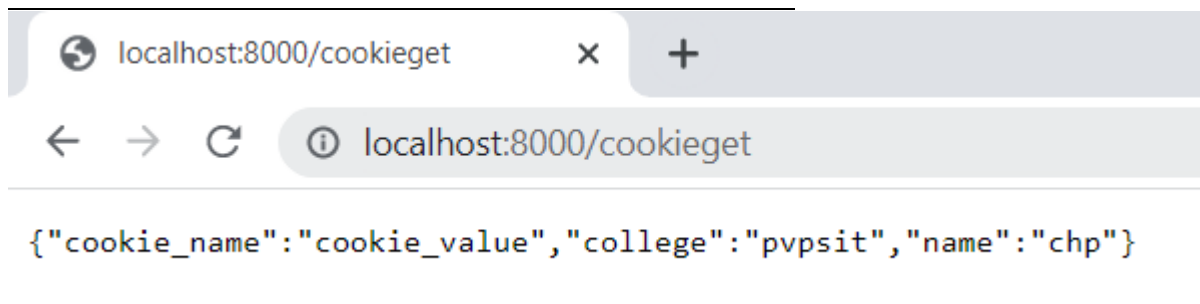 localhost:8000/cookieget
localhost:8000/cookieget
{"cookie_name":"cookie_value","college":"pvpsit","name":"chp"}